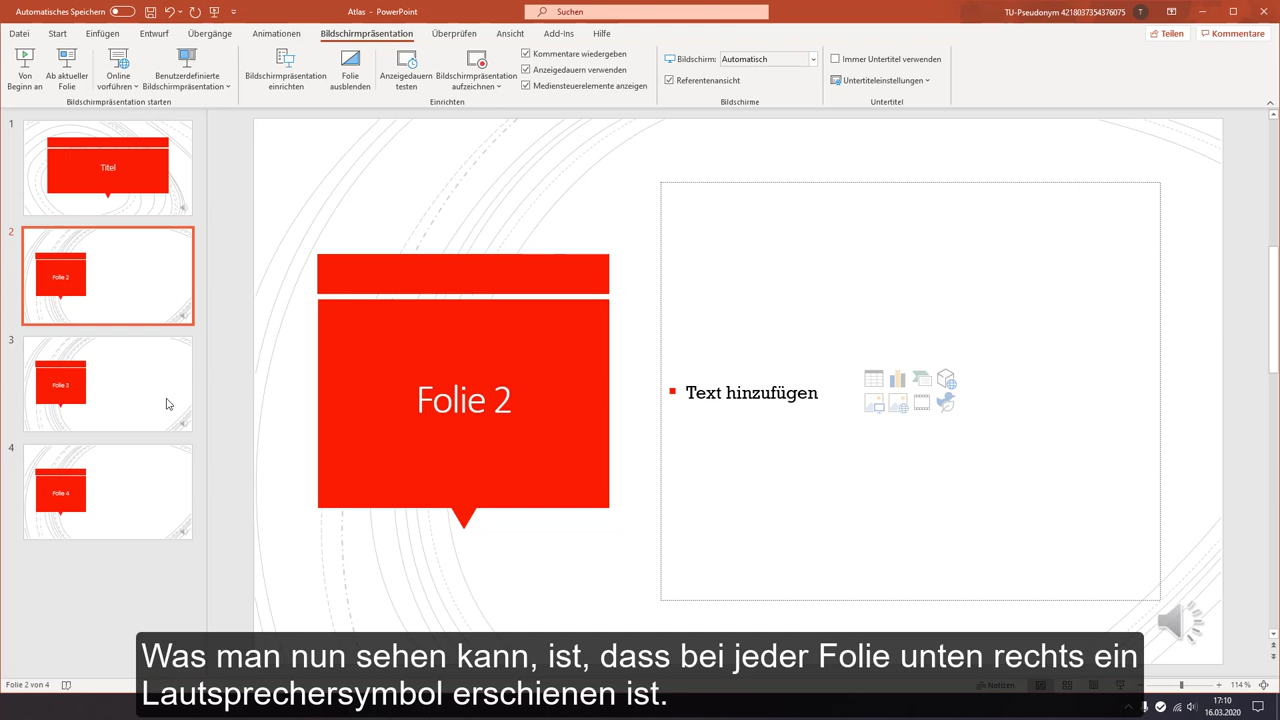 Automatisches Speichern
Atlas - PowerPoint
Suchen
TU-Pseudonym 4218037354376075
T
Datei Start Einfügen Entwurf Übergänge Animationen Bildschirmpräsentation Überprüfen Ansicht Add-Ins Hilfe
Teilen
Kommentare
Von Beginn an
Ab aktueller Folie
Online vorführen
Benutzerdefinierte Bildschirmpräsentation
Bildschirmpräsentation starten
Bildschirmpräsentation einrichten
Folie ausblenden
Anzeigedauern testen
Bildschirmpräsentation aufzeichnen
Kommentare wiedergeben
Anzeigedauern verwenden
Mediensteuerelemente anzeigen
Einrichten
Bildschirm: Automatisch
Referentenansicht
Bildschirme
Immer Untertitel verwenden
Untertiteleinstellungen
Untertitel
1
Titel
2
Folie 2
3
Folie 3
4
Folie 4
Folie 2
Text hinzufügen
Was man nun sehen kann, ist, dass bei jeder Folie unten rechts ein
Lautsprechersymbol erschienen ist.
Folie 2 von 4
Notizen
114 %
17:10
16.03.2020